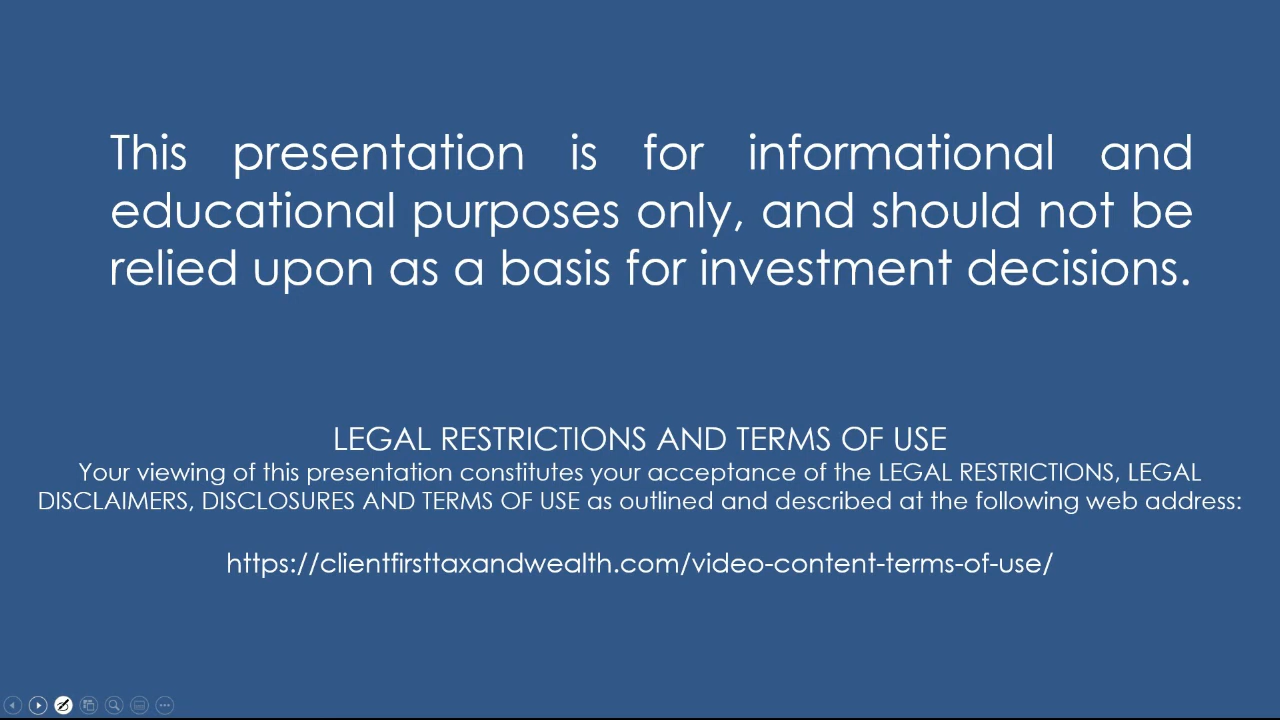 This presentation is for informational and
educational purposes only, and should not be
relied upon as a basis for investment decisions.
LEGAL RESTRICTIONS AND TERMS OF USE
Your viewing of this presentation constitutes your acceptance of the LEGAL RESTRICTIONS, LEGAL
DISCLAIMERS, DISCLOSURES AND TERMS OF USE as outlined and described at the following web address:
https://clientfirsttaxandwealth.com/video-content-terms-of-use/